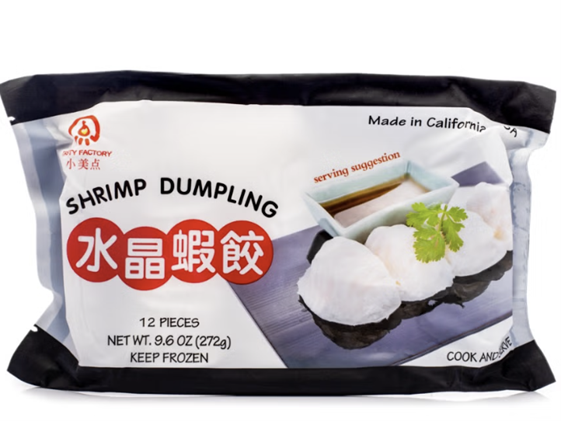 Made in California
FACTORY
小美点
serving suggestion
SHRIMP DUMPLING
水晶蝦餃
12 PIECES
NET WT. 9.6 OZ (272g)
KEEP FROZEN
COOK AND